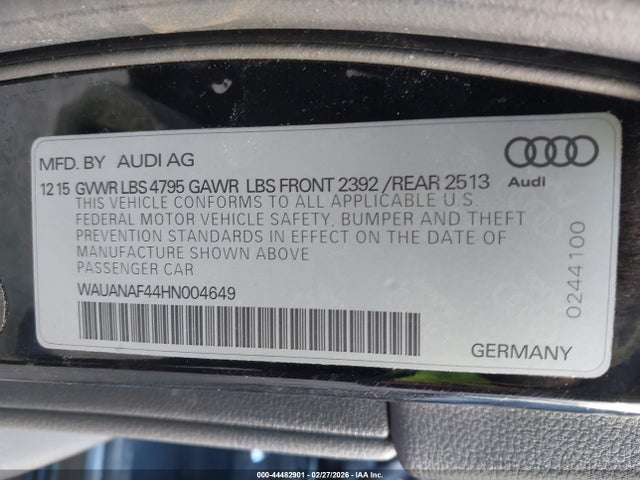 MFD. BY AUDI AG
12 15 GVWR LBS 4795 GAWR LBS FRONT 2392 /REAR 2513
Audi
THIS VEHICLE CONFORMS TO ALL APPLICABLE U.S.
FEDERAL MOTOR VEHICLE SAFETY, BUMPER AND THEFT
PREVENTION STANDARDS IN EFFECT ON THE DATE OF
MANUFACTURE SHOWN ABOVE
PASSENGER CAR
WAUANAF44HN004649
0244100
GERMANY
000-44482901 - 02/27/2026 - IAA Inc.